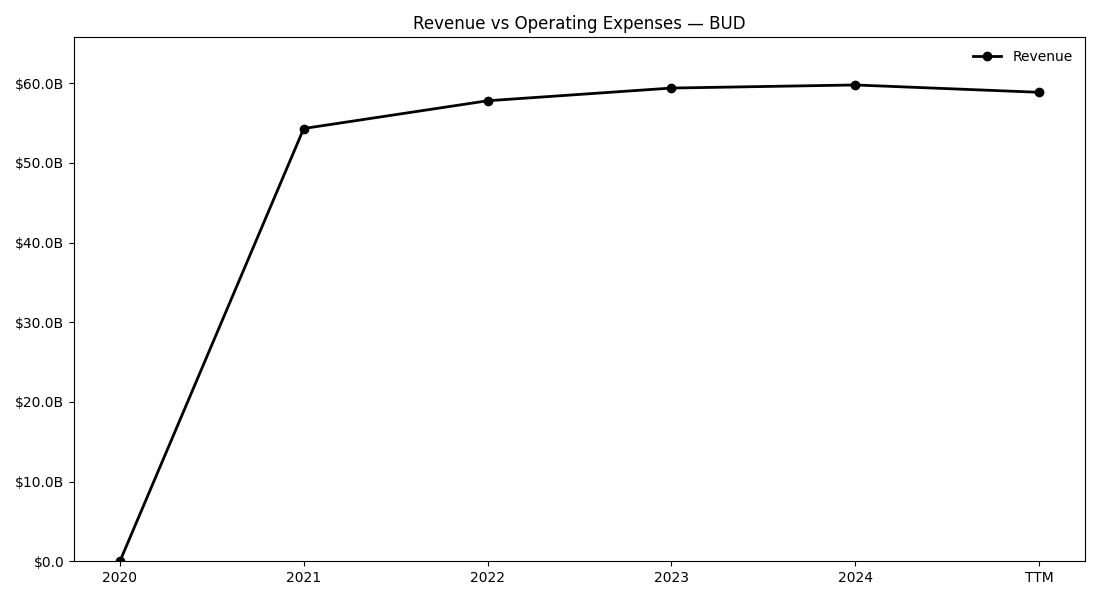 Revenue vs Operating Expenses — BUD
Revenue
$60.0B
$50.0B
$40.0B
$30.0B
$20.0B
$10.0B
$0.0
2020 2021 2022 2023 2024 TTM